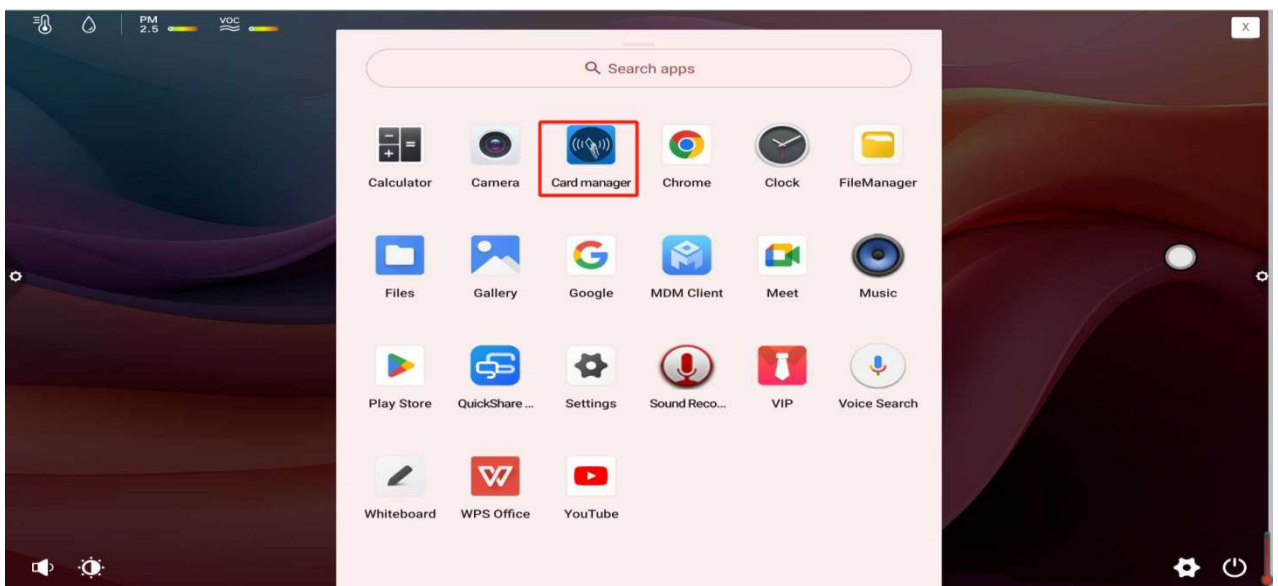 PM
2.5
VOC
X
Search apps
Calculator
Camera
Card manager
Chrome
Clock
FileManager
Files
Gallery
Google
MDM Client
Meet
Music
Play Store
QuickShare ...
Settings
Sound Reco...
VIP
Voice Search
Whiteboard
WPS Office
YouTube